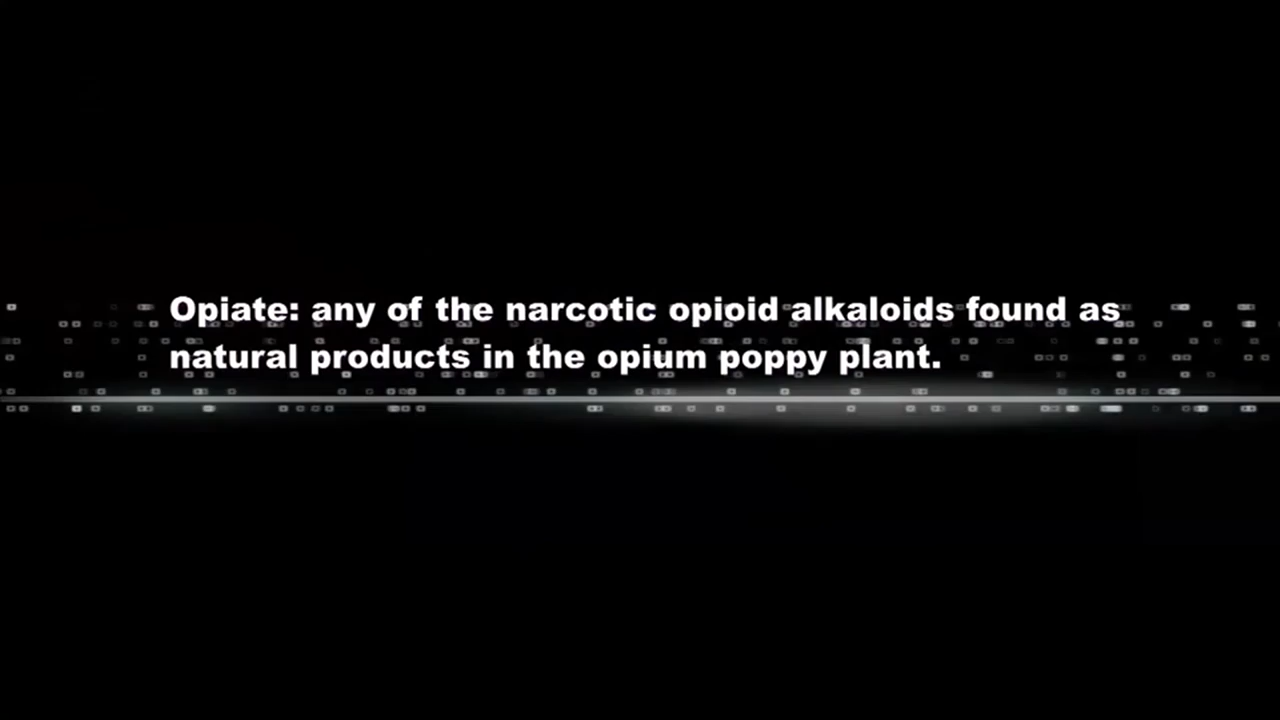 Opiate: any of the narcotic opioid alkaloids found as
natural products in the opium poppy plant.